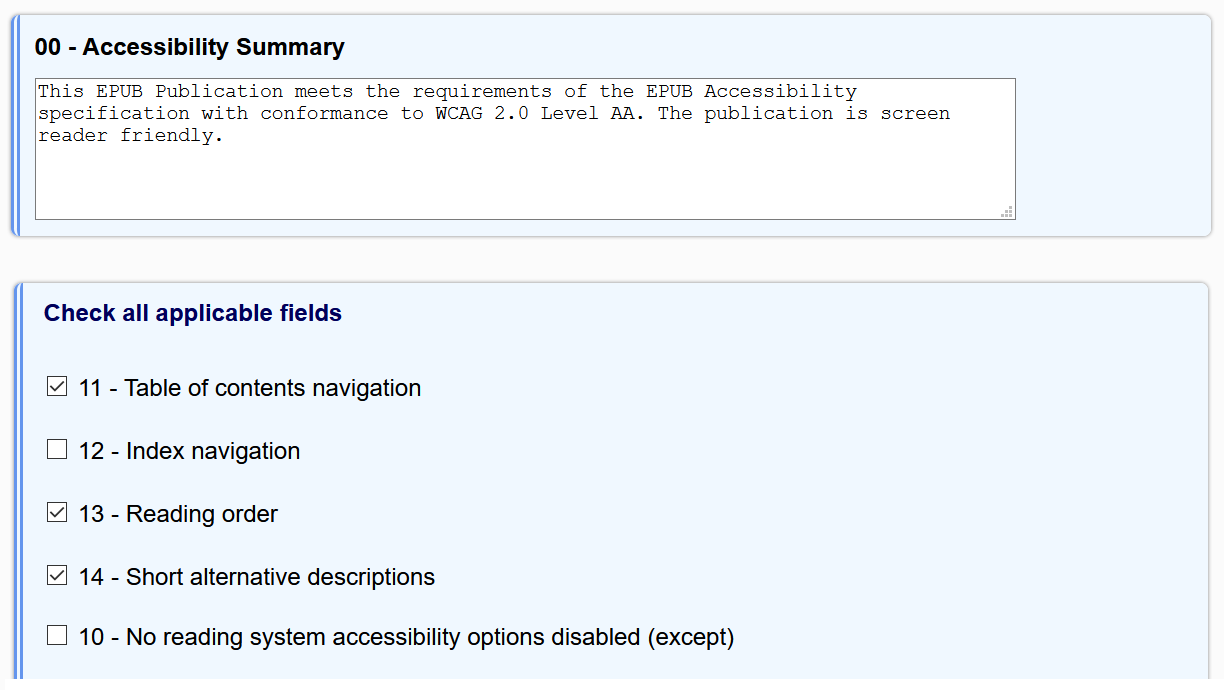 00 - Accessibility Summary
This EPUB Publication meets the requirements of the EPUB Accessibility
specification with conformance to WCAG 2.0 Level AA. The publication is screen
reader friendly.
Check all applicable fields
11 - Table of contents navigation
12 - Index navigation
13 - Reading order
14 - Short alternative descriptions
10 - No reading system accessibility options disabled (except)